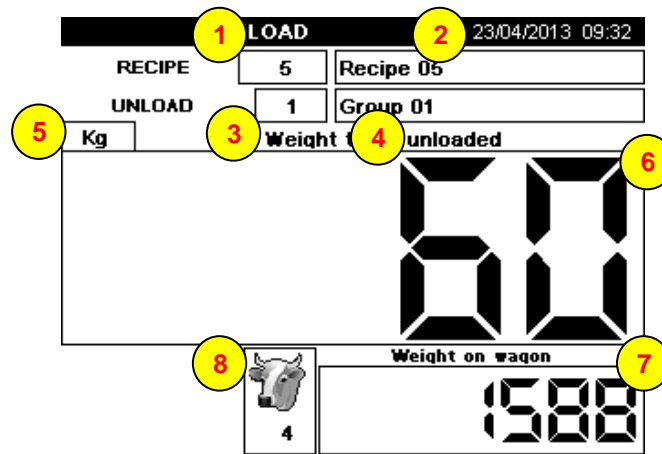 1 LOAD 2 23/04/2013 09:32
RECIPE 5 Recipe 05
UNLOAD 1 Group 01
5 Kg 3 Weight t 4 unloaded
60 6
8 Weight on wagon 7
4 1588